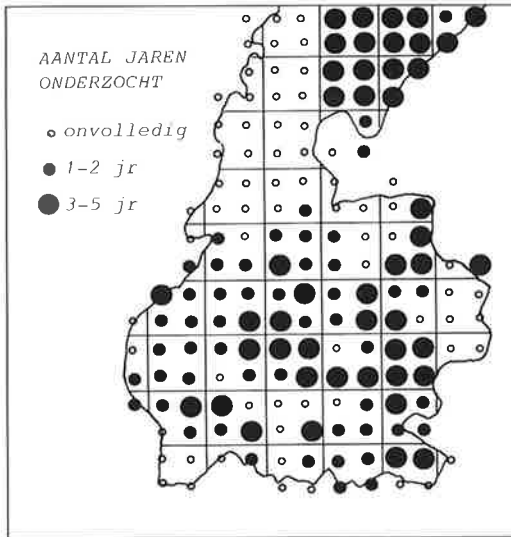 AANTAL JAREN
ONDERZOCHT
onvolledig
1-2 jr
3-5 jr